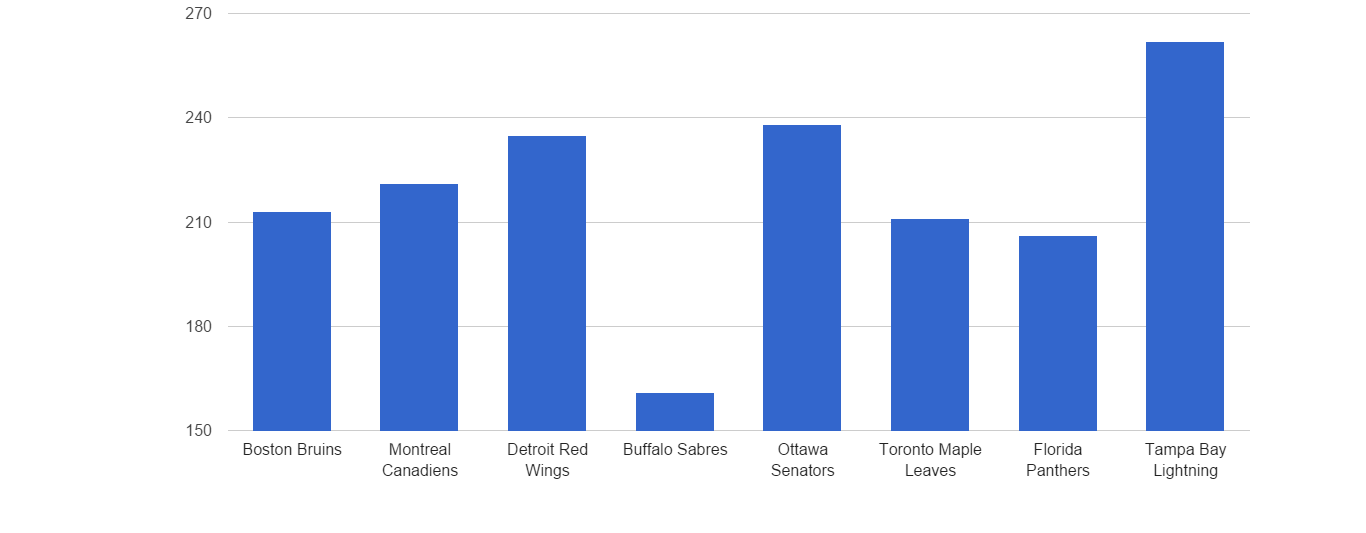 270
240
210
180
150
Boston Bruins
Montreal
Canadiens
Detroit Red
Wings
Buffalo Sabres
Ottawa
Senators
Toronto Maple
Leaves
Florida
Panthers
Tampa Bay
Lightning